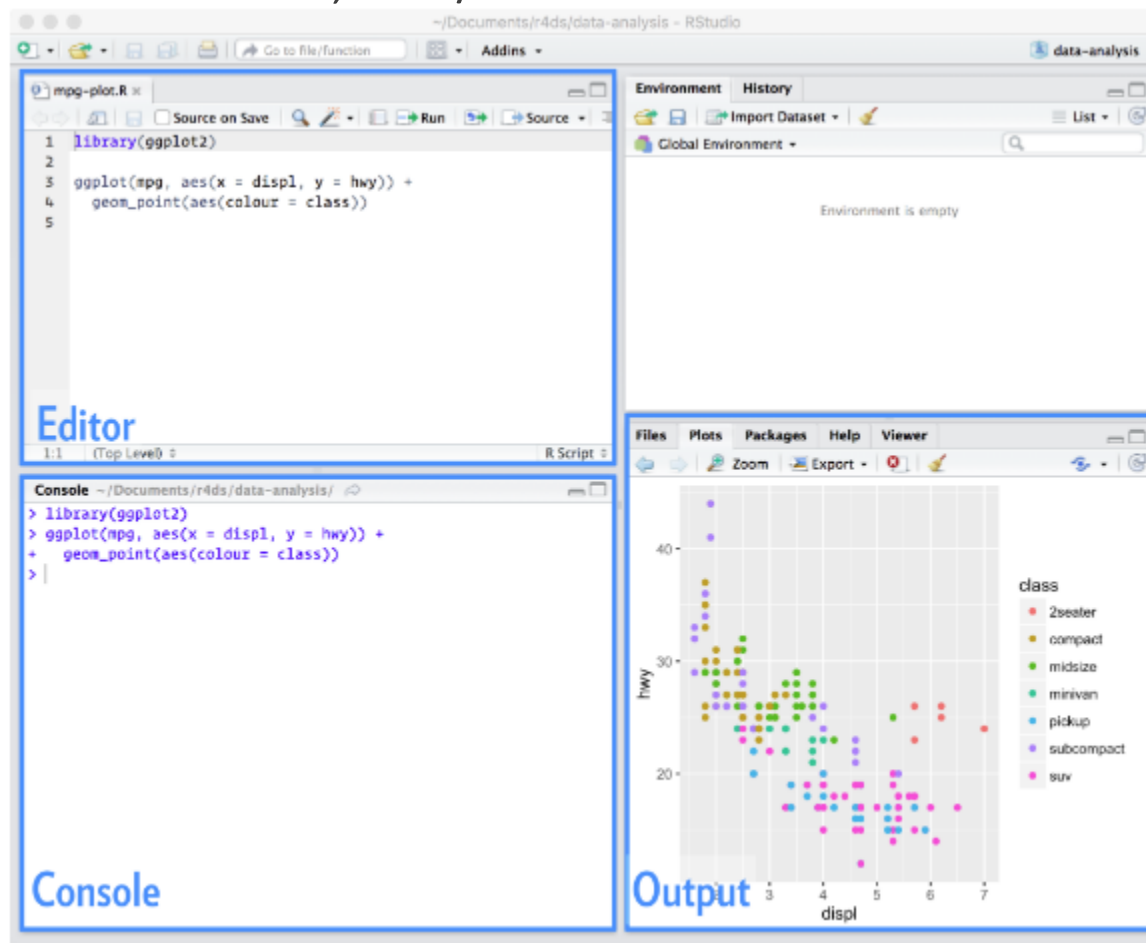 ~/Documents/r4ds/data-analysis - RStudio
Go to file/function Addins data-analysis
mpg-plot.R
Source on Save Run Source
1 library(ggplot2)
2
3 ggplot(mpg, aes(x = displ, y = hwy)) +
4 geom_point(aes(colour = class))
5
Editor
1:1 (Top Level) R Script
Console ~/Documents/r4ds/data-analysis/
> library(ggplot2)
> ggplot(mpg, aes(x = displ, y = hwy)) +
+ geom_point(aes(colour = class))
>
Console
Environment History
Import Dataset List
Global Environment
Environment is empty
Files Plots Packages Help Viewer
Zoom Export
40
30
20
hwy
3 4 5 6 7
displ
class
2seater
compact
midsize
minivan
pickup
subcompact
suv
Output